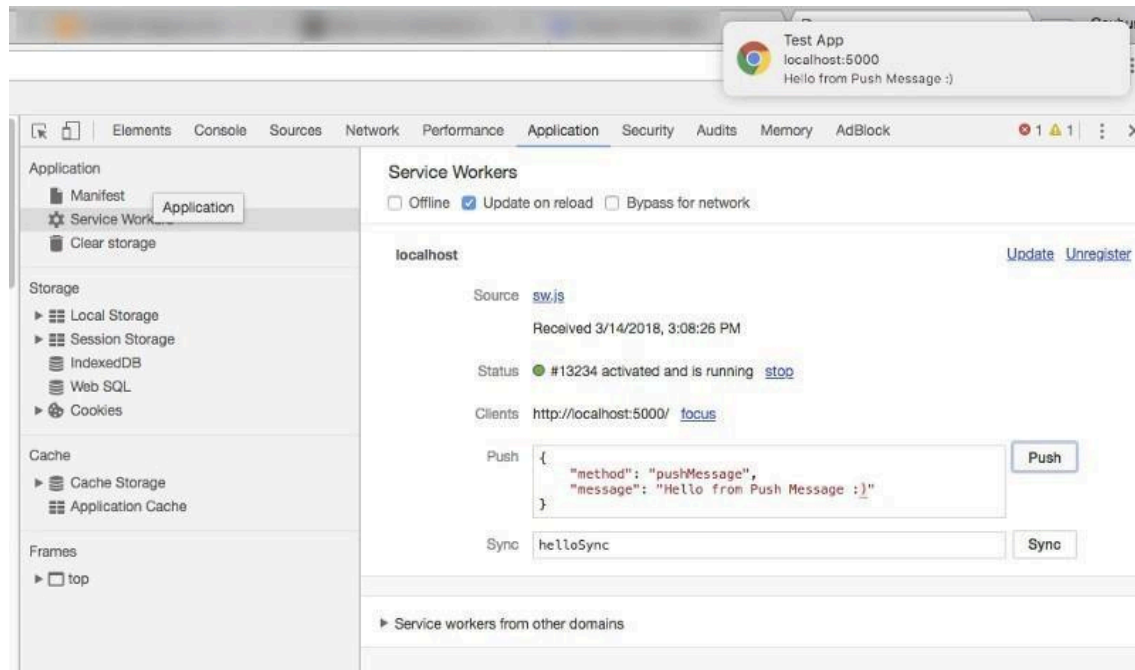 Test App
localhost:5000
Hello from Push Message :)
Elements Console Sources Network Performance Application Security Audits Memory AdBlock 1 1
Application
Manifest
Application
Service
Clear storage
Storage
Local Storage
Session Storage
IndexedDB
Web SQL
Cookies
Cache
Cache Storage
Application Cache
Frames
top
Service Workers
Offline Update on reload Bypass for network
localhost Update Unregister
Source sw.js
Received 3/14/2018, 3:08:26 PM
Status #13234 activated and is running stop
Clients http://localhost:5000/ focus
Push {
"method": "pushMessage",
"message": "Hello from Push Message :)"
}
Push
Sync helloSync Sync
Service workers from other domains